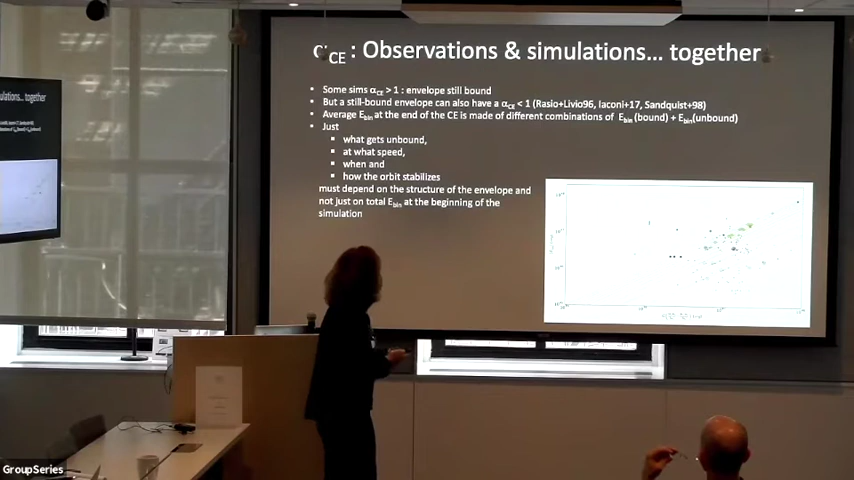 αCE : Observations & simulations... together
Some sims αCE > 1 : envelope still bound
But a still-bound envelope can also have a αCE < 1 (Rasio+Livio96, Iaconi+17, Sandquist+98)
Average Ebin at the end of the CE is made of different combinations of Ebin (bound) + Ebin(unbound)
Just
what gets unbound,
at what speed,
when and
how the orbit stabilizes
must depend on the structure of the envelope and
not just on total Ebin at the beginning of the
simulation
ulations... together
GroupSeries